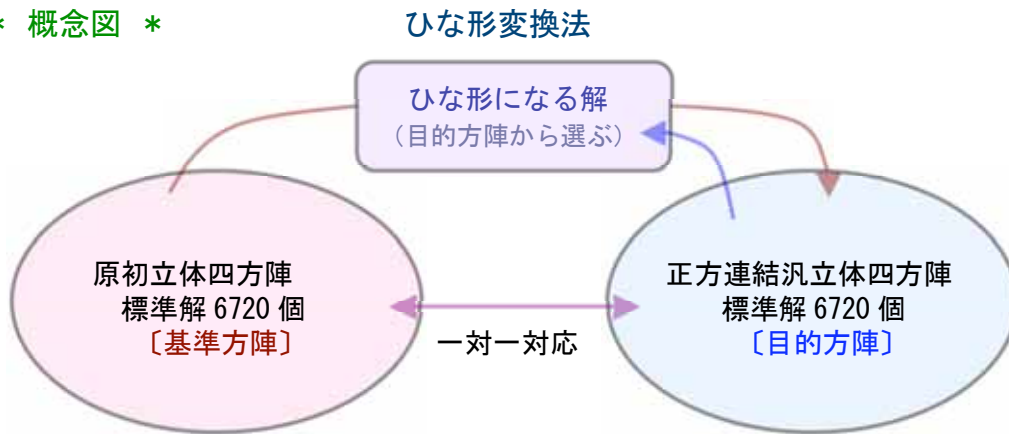 * 概念図 *
ひな形変換法
ひな形になる解
（目的方陣から選ぶ）
原初立体四方陣
標準解 6720 個
〔基準方陣〕
一対一対応
正方連結汎立体四方陣
標準解 6720 個
〔目的方陣〕